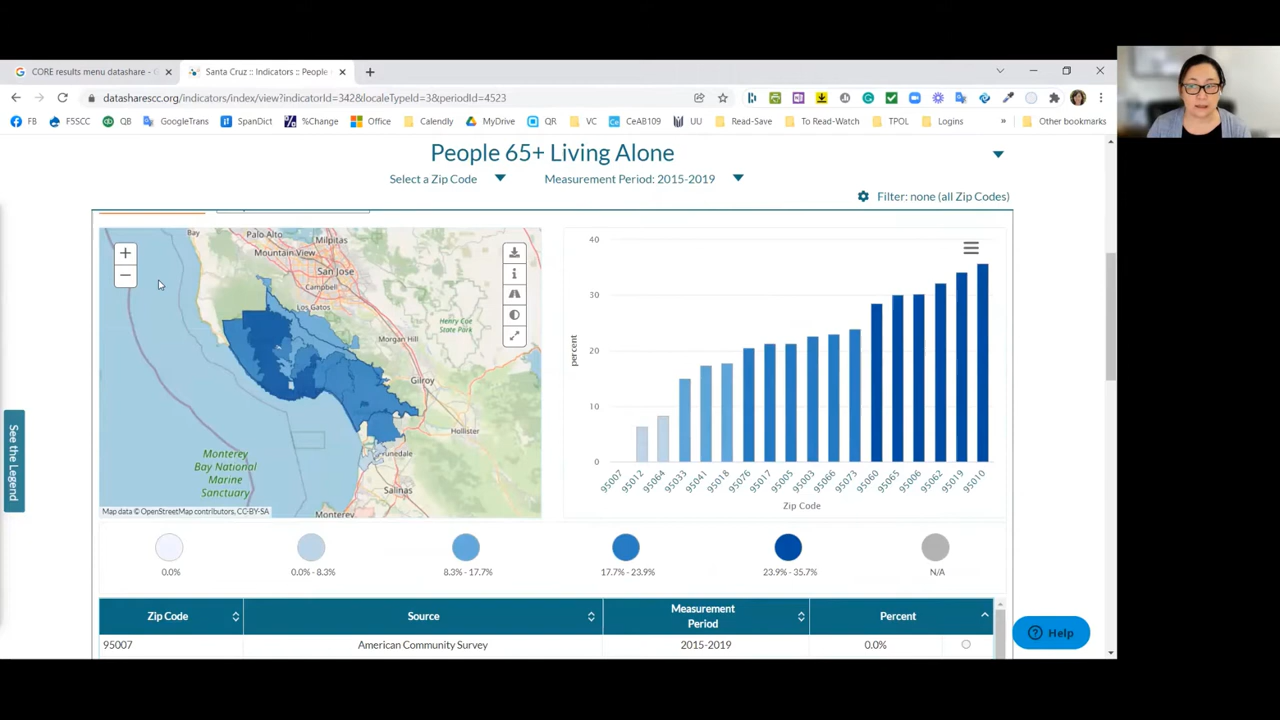 CORE results menu datashare -
Santa Cruz :: Indicators :: People
datasharescc.org/indicators/index/view?indicatorId=342&localeTypeId=3&periodId=4523
FB F5SCC QB GoogleTrans SpanDict %Change Office Calendly MyDrive QR VC CeAB109 UU Read-Save To Read-Watch TPOL Logins » Other bookmarks
People 65+ Living Alone
Select a Zip Code Measurement Period: 2015-2019
Filter: none (all Zip Codes)
See the Legend
+
−
Bay
Palo Alto
Milpitas
Mountain View
San Jose
Campbell
Los Gatos
Henry Coe
State Park
Morgan Hill
Gilroy
Hollister
Prunedale
Salinas
Monterey
Monterey
Bay National
Marine
Sanctuary
Map data © OpenStreetMap contributors, CC-BY-SA
40
30
20
10
0
percent
95007 95012 95064 95033 95041 95018 95076 95017 95005 95003 95066 95073 95060 95065 95006 95062 95019 95010
Zip Code
0.0% 0.0% - 8.3% 8.3% - 17.7% 17.7% - 23.9% 23.9% - 35.7% N/A
Zip Code Source Measurement Period Percent
95007 American Community Survey 2015-2019 0.0%
Help